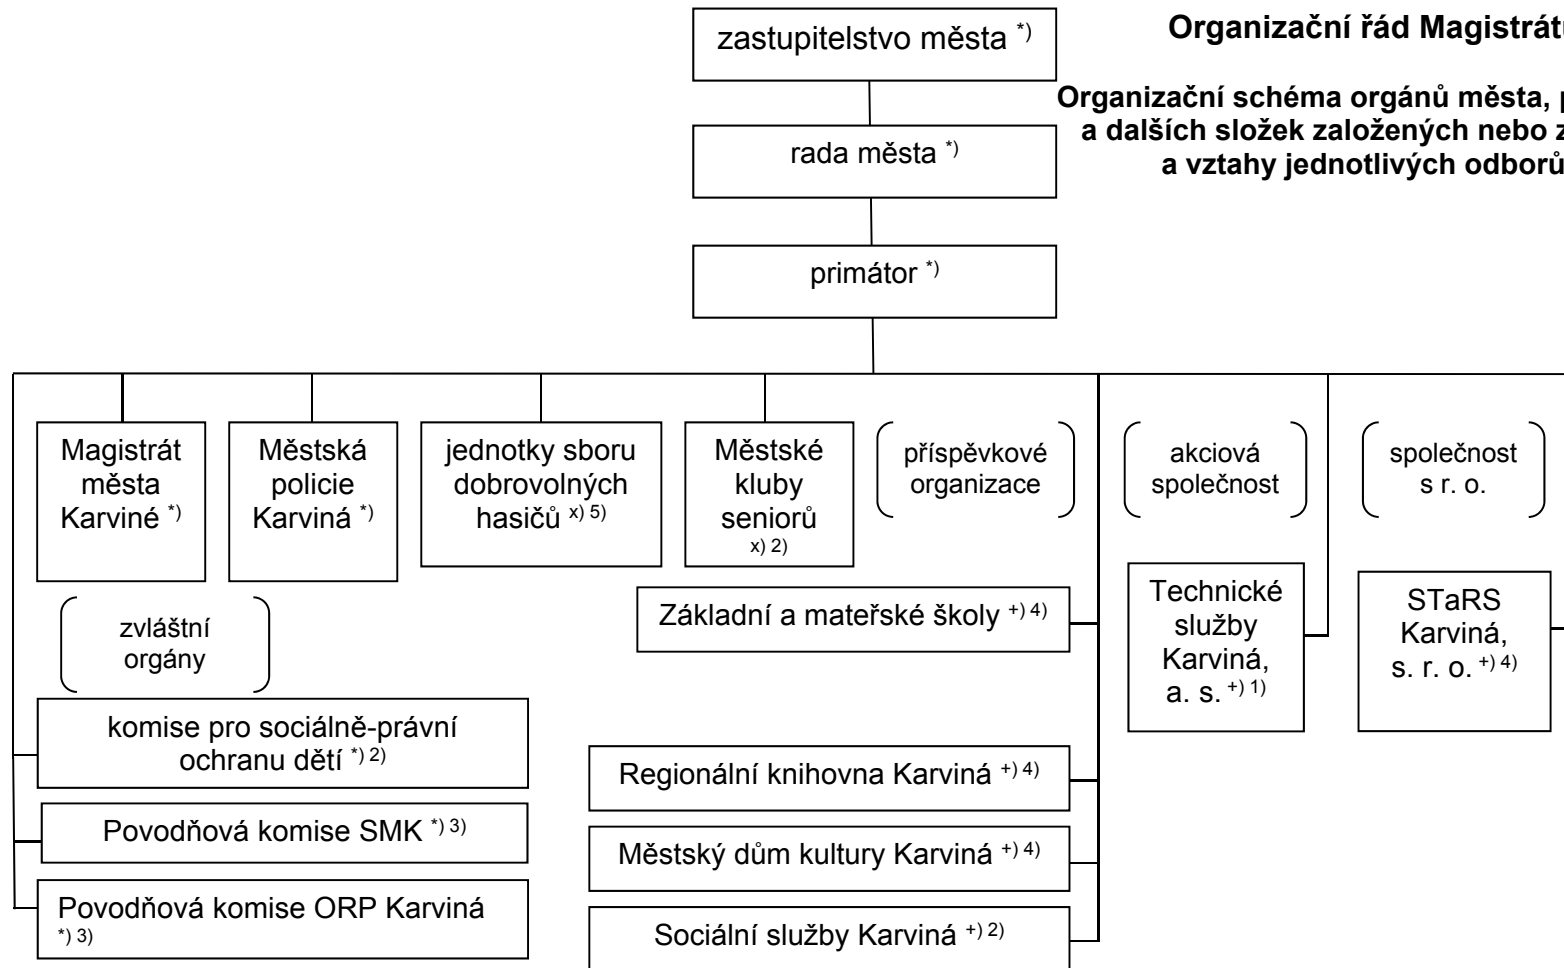 Organizační řád Magistrát
Organizační schéma orgánů města,
a dalších složek založených nebo
a vztahy jednotlivých odborů
zastupitelstvo města *)
rada města *)
primátor *)
Magistrát
města
Karviné *)
Městská
policie
Karviná *)
jednotky sboru
dobrovolných
hasičů x) 5)
Městské
kluby
seniorů
x) 2)
příspěvkové
organizace
akciová
společnost
společnost
s r. o.
zvláštní
orgány
komise pro sociálně-právní
ochranu dětí *) 2)
Povodňová komise SMK *) 3)
Povodňová komise ORP Karviná
*) 3)
Základní a mateřské školy +) 4)
Regionální knihovna Karviná +) 4)
Městský dům kultury Karviná +) 4)
Sociální služby Karviná +) 2)
Technické
služby
Karviná,
a. s. +) 1)
STaRS
Karviná,
s. r. o. +) 4)